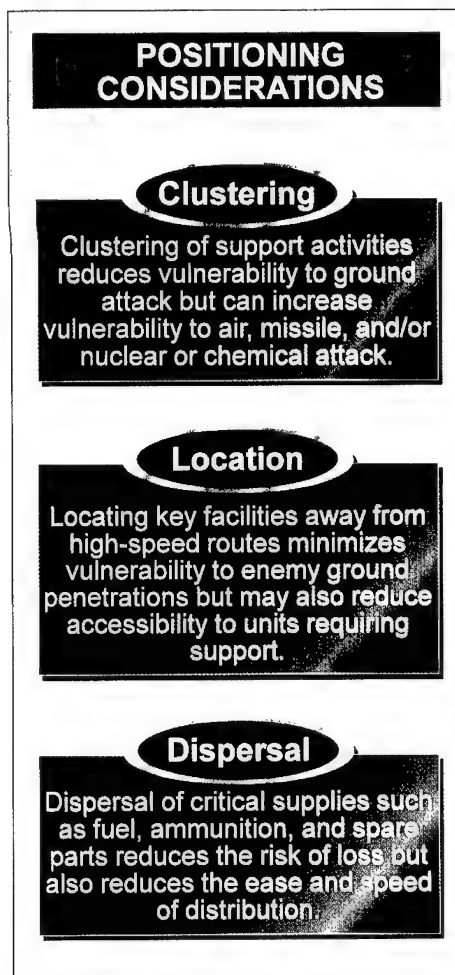 POSITIONING
CONSIDERATIONS
Clustering
Clustering of support activities
reduces vulnerability to ground
attack but can increase
vulnerability to air, missile, and/or
nuclear or chemical attack.
Location
Locating key facilities away from
high-speed routes minimizes
vulnerability to enemy ground
penetrations but may also reduce
accessibility to units requiring
support.
Dispersal
Dispersal of critical supplies such
as fuel, ammunition, and spare
parts reduces the risk of loss but
also reduces the ease and speed
of distribution.